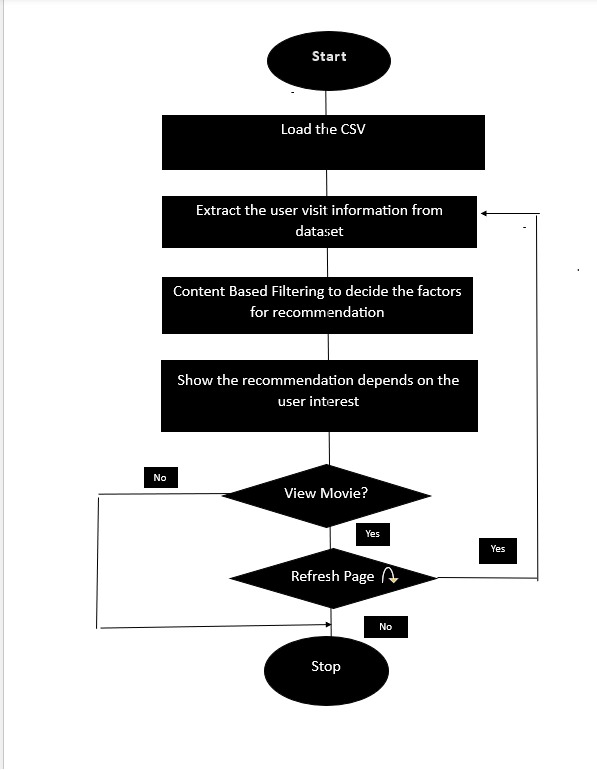 Start
Load the CSV
Extract the user visit information from
dataset
Content Based Filtering to decide the factors
for recommendation
Show the recommendation depends on the
user interest
No
View Movie?
Yes
Yes
Refresh Page
No
Stop